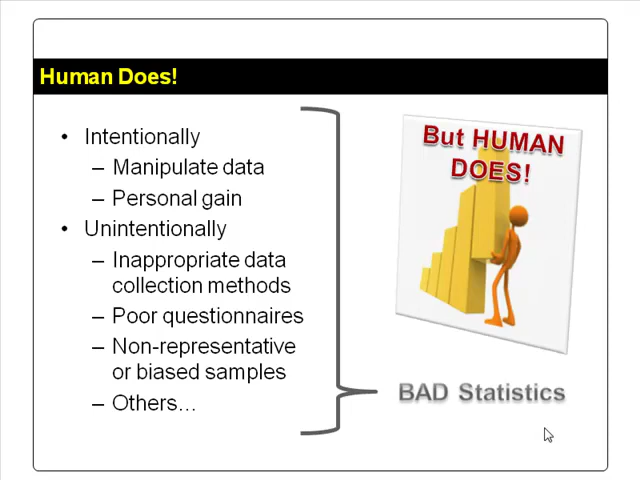 Human Does!
• Intentionally
– Manipulate data
– Personal gain
• Unintentionally
– Inappropriate data
collection methods
– Poor questionnaires
– Non-representative
or biased samples
– Others…
But HUMAN
DOES!
BAD Statistics